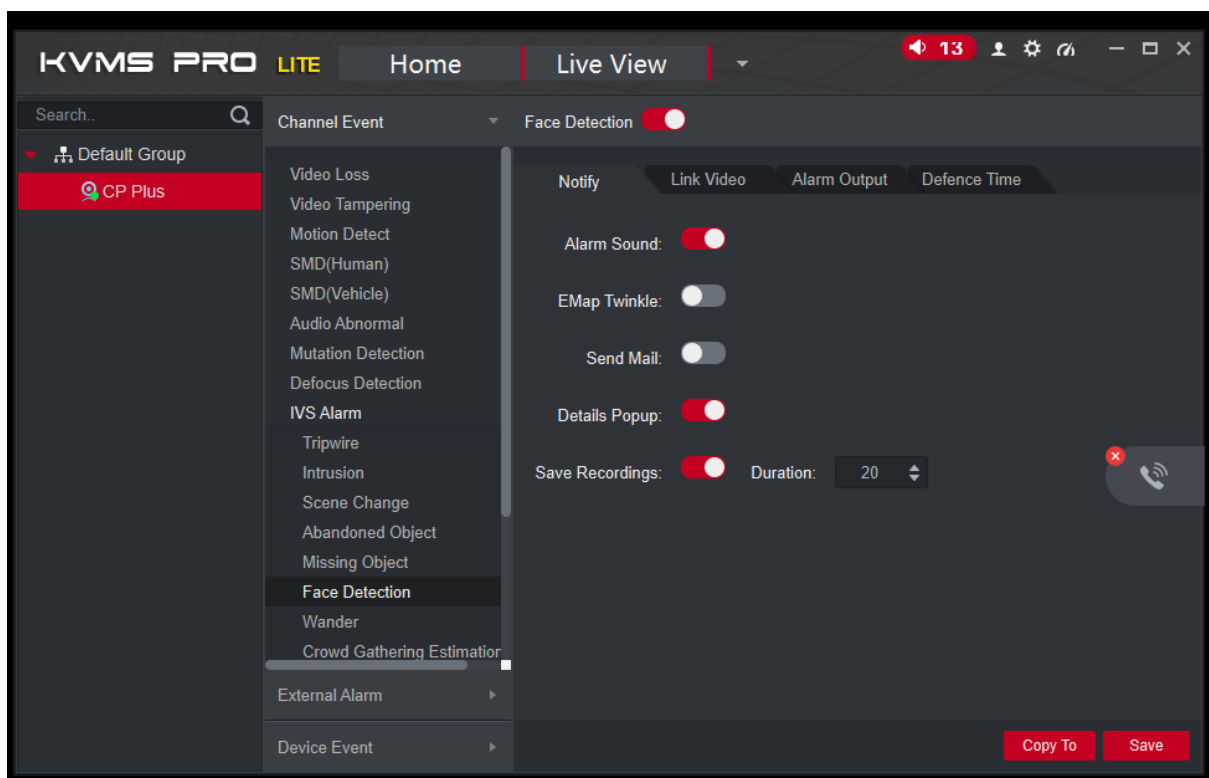 KVMS PRO LITE Home Live View 13
Search..
Default Group
CP Plus
Channel Event
Video Loss
Video Tampering
Motion Detect
SMD(Human)
SMD(Vehicle)
Audio Abnormal
Mutation Detection
Defocus Detection
IVS Alarm
Tripwire
Intrusion
Scene Change
Abandoned Object
Missing Object
Face Detection
Wander
Crowd Gathering Estimation
External Alarm
Device Event
Face Detection
Notify Link Video Alarm Output Defence Time
Alarm Sound:
EMap Twinkle:
Send Mail:
Details Popup:
Save Recordings: Duration: 20
Copy To Save